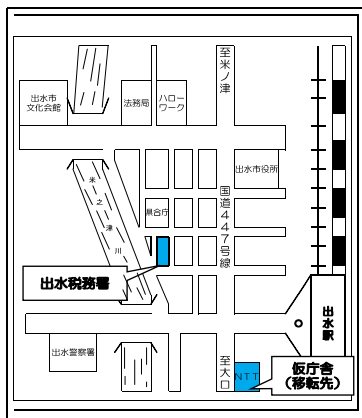 至米ノ津
出水市
文化会館
法務局
ハロー
ワーク
出水市役所
米之津川
県合庁
国道447号線
出水税務署
出水駅
出水警察署
至大口
NTT
仮庁舎
(移転先)